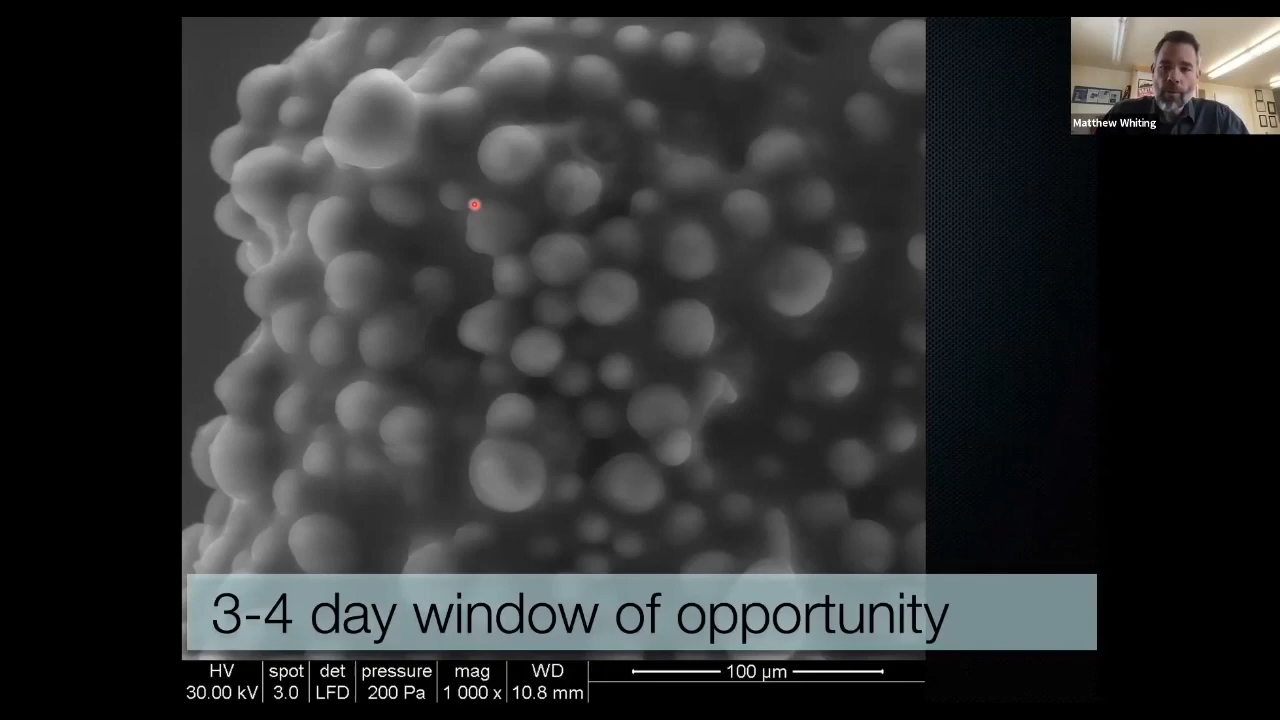 Matthew Whiting
3-4 day window of opportunity
HV spot det pressure mag WD 100 µm
30.00 kV 3.0 LFD 200 Pa 1 000 x 10.8 mm